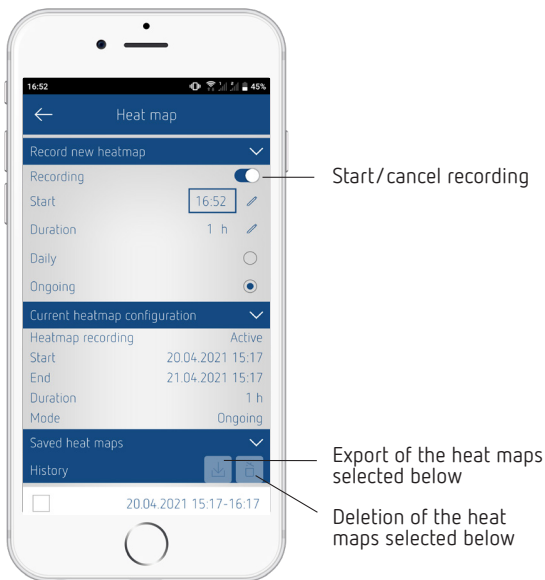 16:52 45%
Heat map
Record new heatmap
Recording
Start/cancel recording
Start 16:52
Duration 1 h
Daily
Ongoing
Current heatmap configuration
Heatmap recording Active
Start 20.04.2021 15:17
End 21.04.2021 15:17
Duration 1 h
Mode Ongoing
Saved heat maps
History
Export of the heat maps
selected below
20.04.2021 15:17-16:17
Deletion of the heat
maps selected below